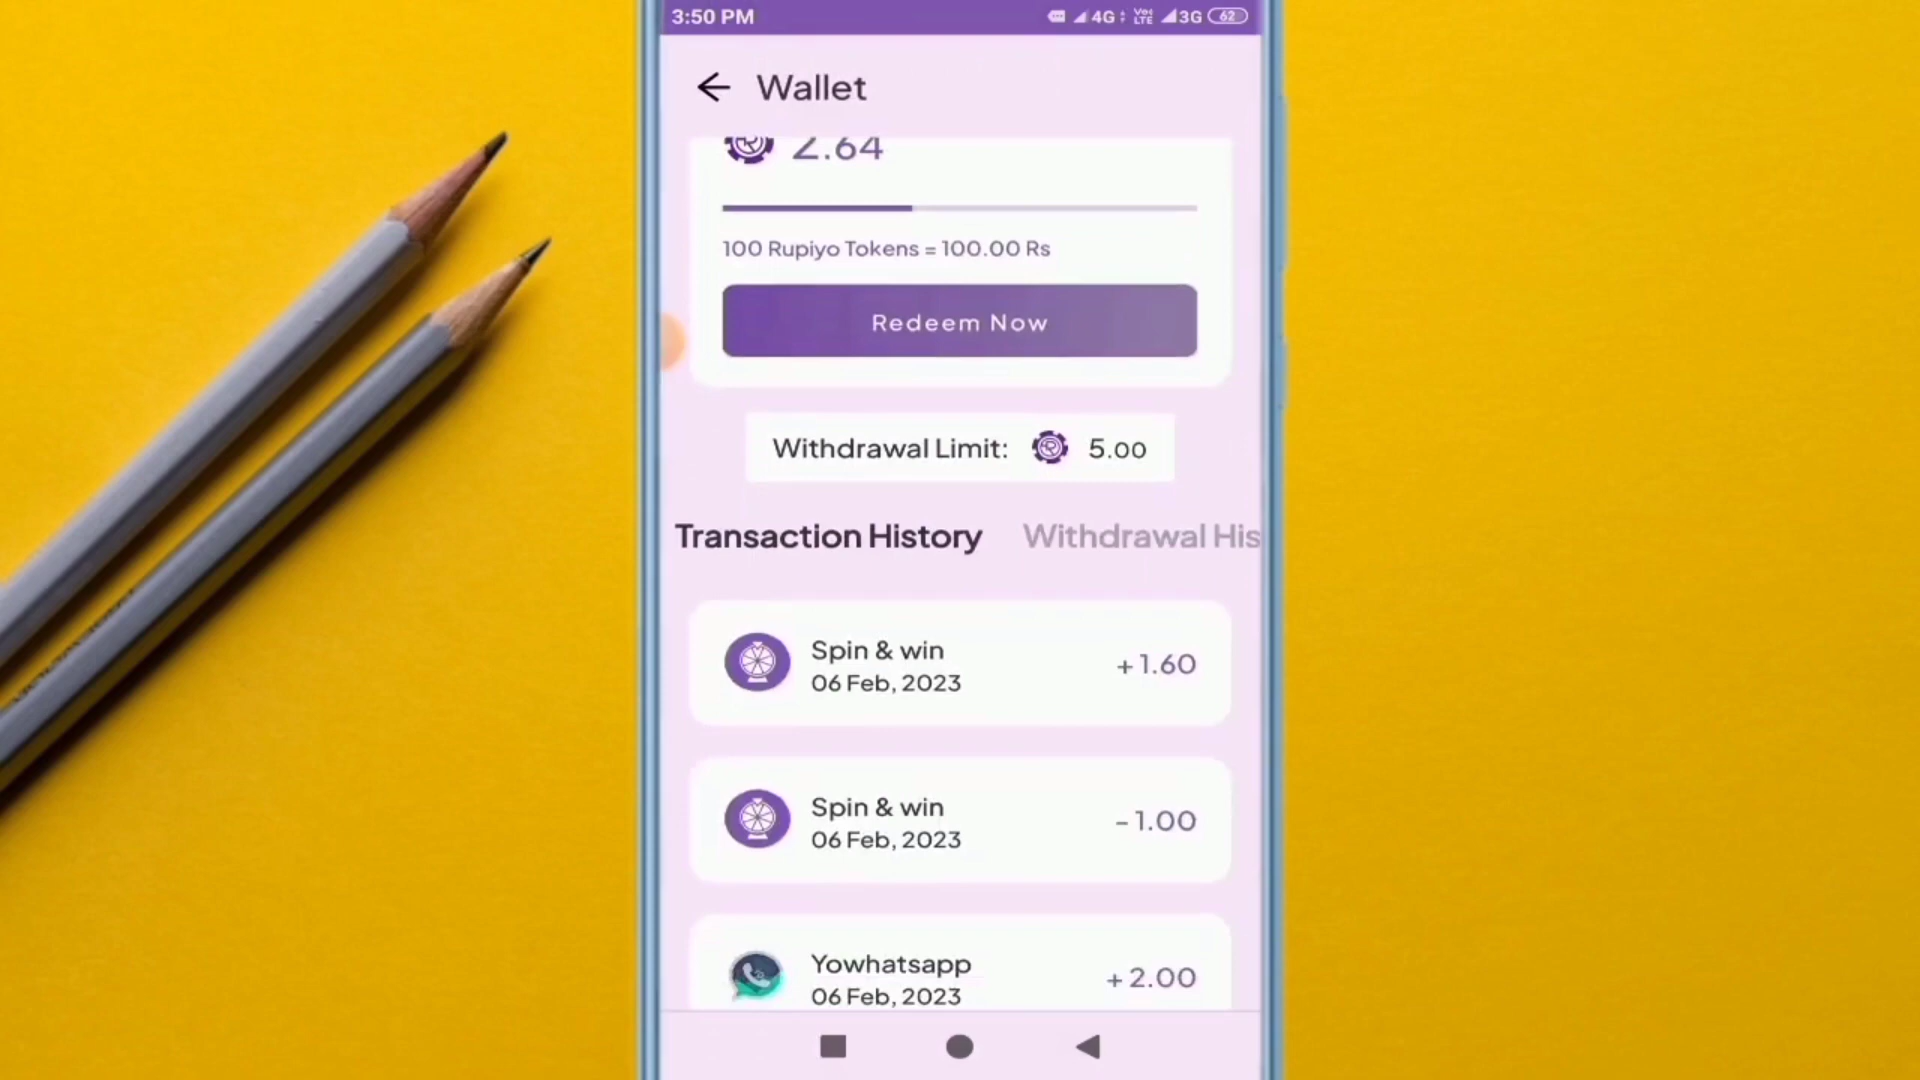 3:50 PM
4G Vo LTE 3G 62
Wallet
2.64
100 Rupiyo Tokens = 100.00 Rs
Redeem Now
Withdrawal Limit: 5.00
Transaction History Withdrawal His
Spin & win
06 Feb, 2023
+1.60
Spin & win
06 Feb, 2023
-1.00
Yowhatsapp
06 Feb, 2023
+2.00